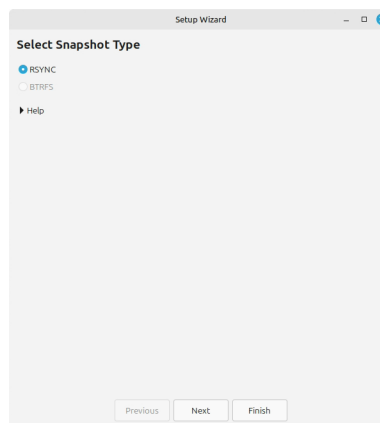 Setup Wizard
Select Snapshot Type
RSYNC
BTRFS
Help
Previous Next Finish